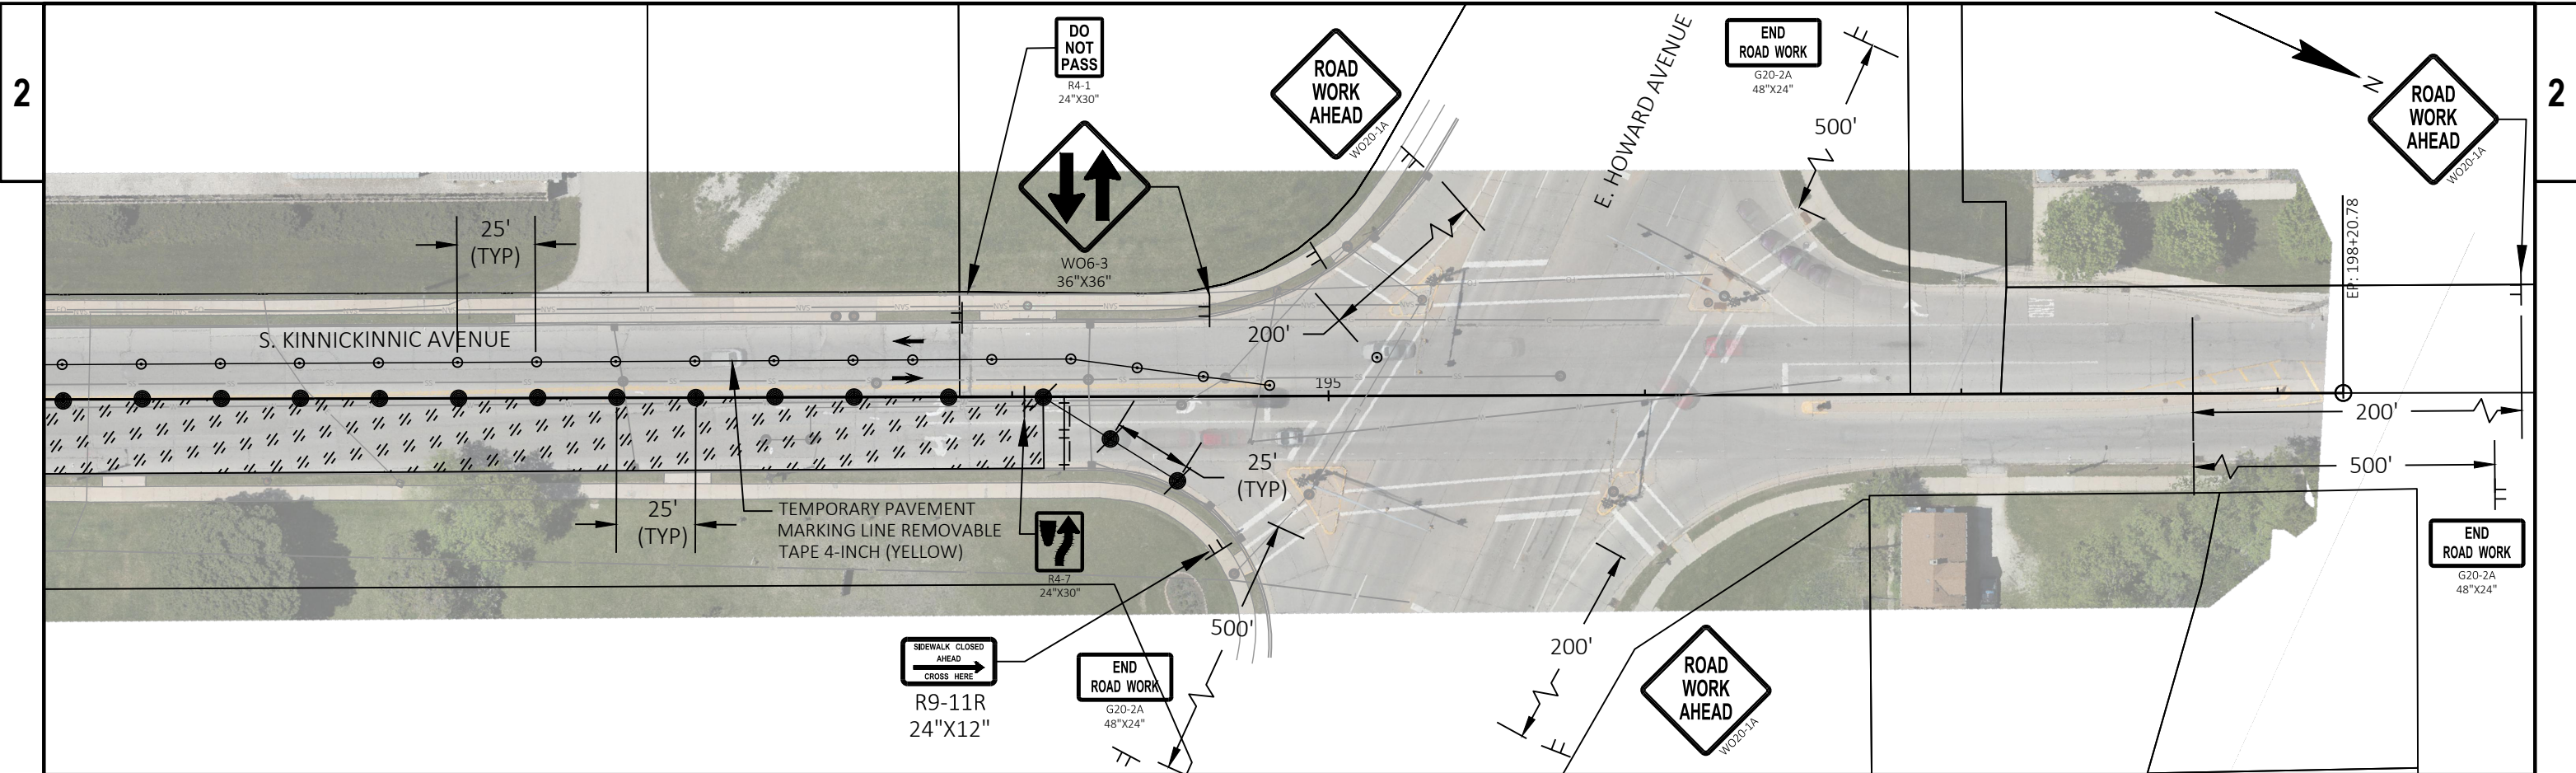 2
DO
NOT
PASS
R4-1
24"X30"
WO6-3
36"X36"
ROAD
WORK
AHEAD
WO20-1A
E. HOWARD AVENUE
END
ROAD WORK
G20-2A
48"X24"
500'
N
ROAD
WORK
AHEAD
WO20-1A
2
25'
(TYP)
S. KINNICKINNIC AVENUE
200'
195
EP: 198+20.78
200'
500'
25'
(TYP)
25'
(TYP)
TEMPORARY PAVEMENT
MARKING LINE REMOVABLE
TAPE 4-INCH (YELLOW)
R4-7
24"X30"
END
ROAD WORK
G20-2A
48"X24"
SIDEWALK CLOSED
AHEAD
CROSS HERE
R9-11R
24"X12"
500'
END
ROAD WORK
G20-2A
48"X24"
200'
ROAD
WORK
AHEAD
WO20-1A